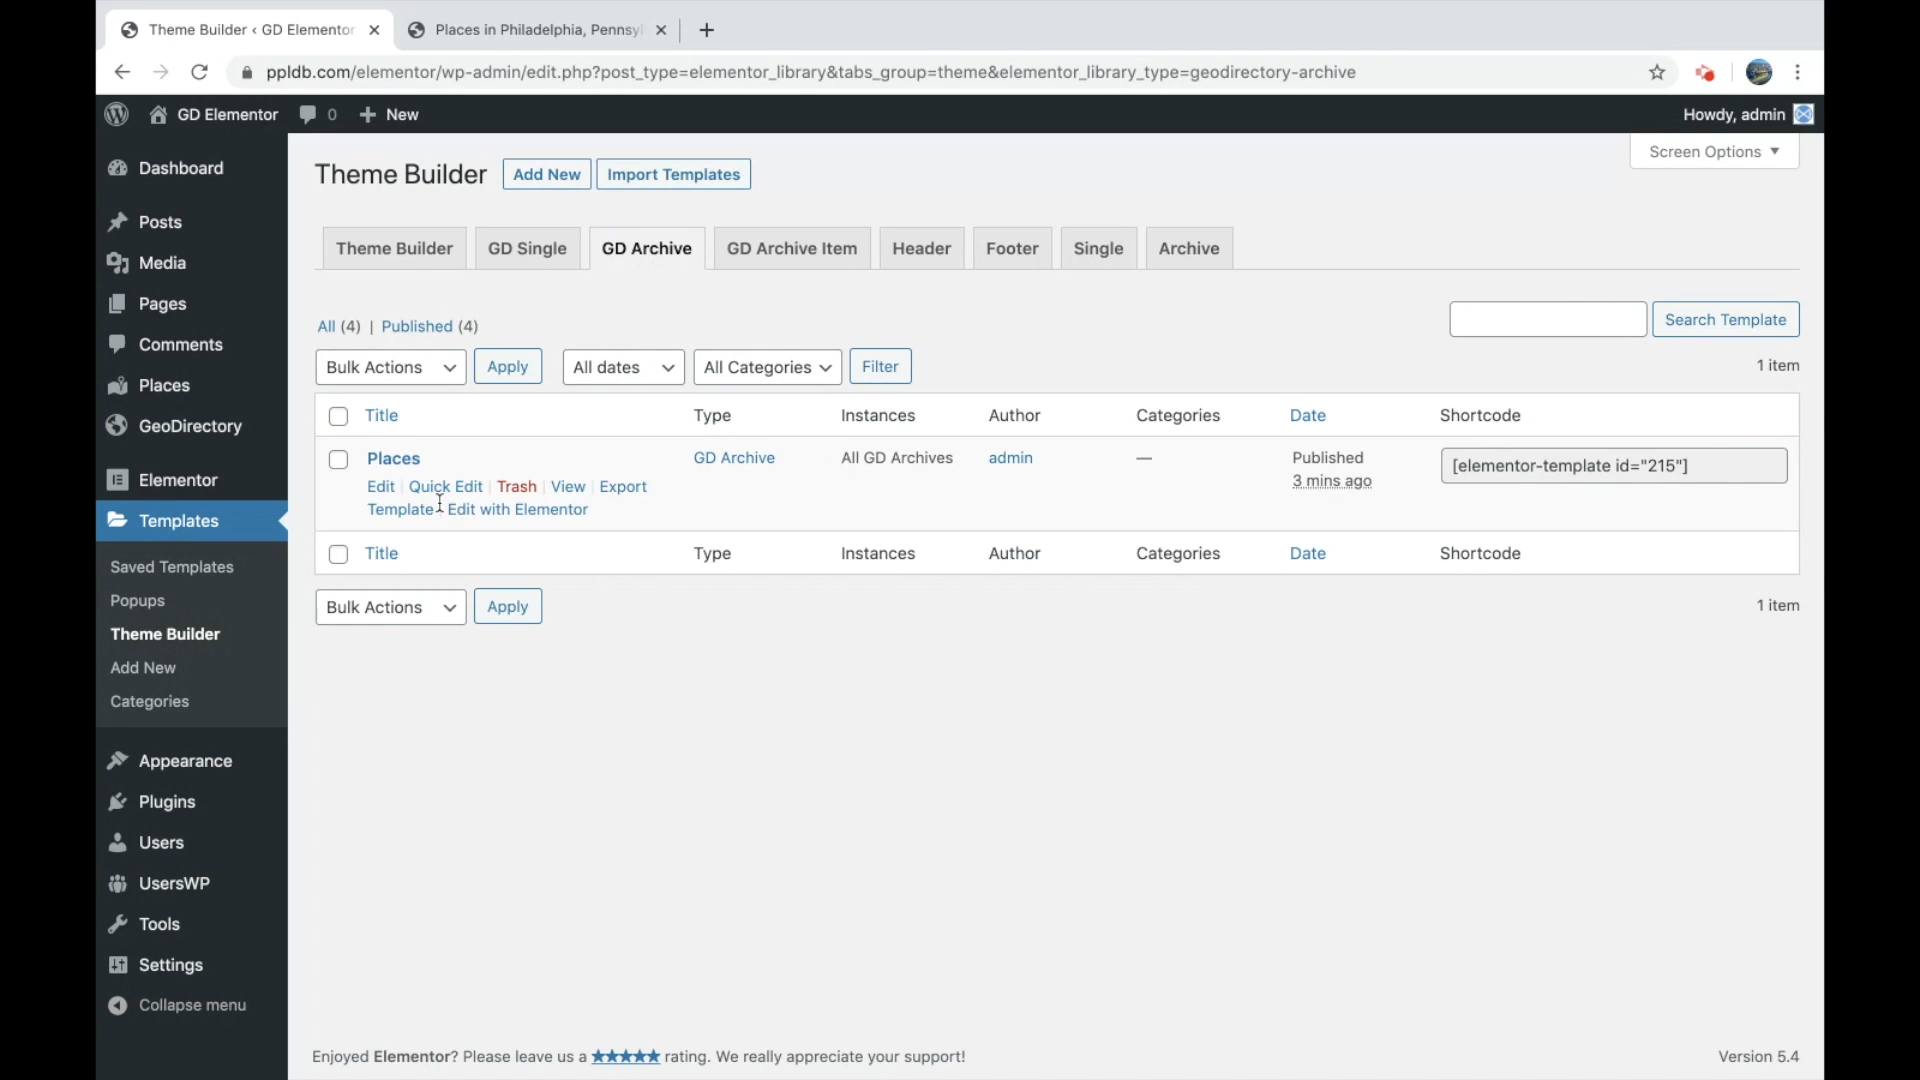 Theme Builder ‹ GD Elementor
Places in Philadelphia, Pennsyl
ppldb.com/elementor/wp-admin/edit.php?post_type=elementor_library&tabs_group=theme&elementor_library_type=geodirectory-archive
GD Elementor 0 New
Howdy, admin
Dashboard
Posts
Media
Pages
Comments
Places
GeoDirectory
Elementor
Templates
Saved Templates
Popups
Theme Builder
Add New
Categories
Appearance
Plugins
Users
UsersWP
Tools
Settings
Collapse menu
Screen Options
Theme Builder Add New Import Templates
Theme Builder GD Single GD Archive GD Archive Item Header Footer Single Archive
All (4) | Published (4)
Search Template
Bulk Actions Apply All dates All Categories Filter
1 item
Title Type Instances Author Categories Date Shortcode
Places GD Archive All GD Archives admin — Published [elementor-template id="215"]
3 mins ago
Edit | Quick Edit | Trash | View | Export
Template | Edit with Elementor
Title Type Instances Author Categories Date Shortcode
Bulk Actions Apply
1 item
Enjoyed Elementor? Please leave us a ★★★★★ rating. We really appreciate your support!
Version 5.4